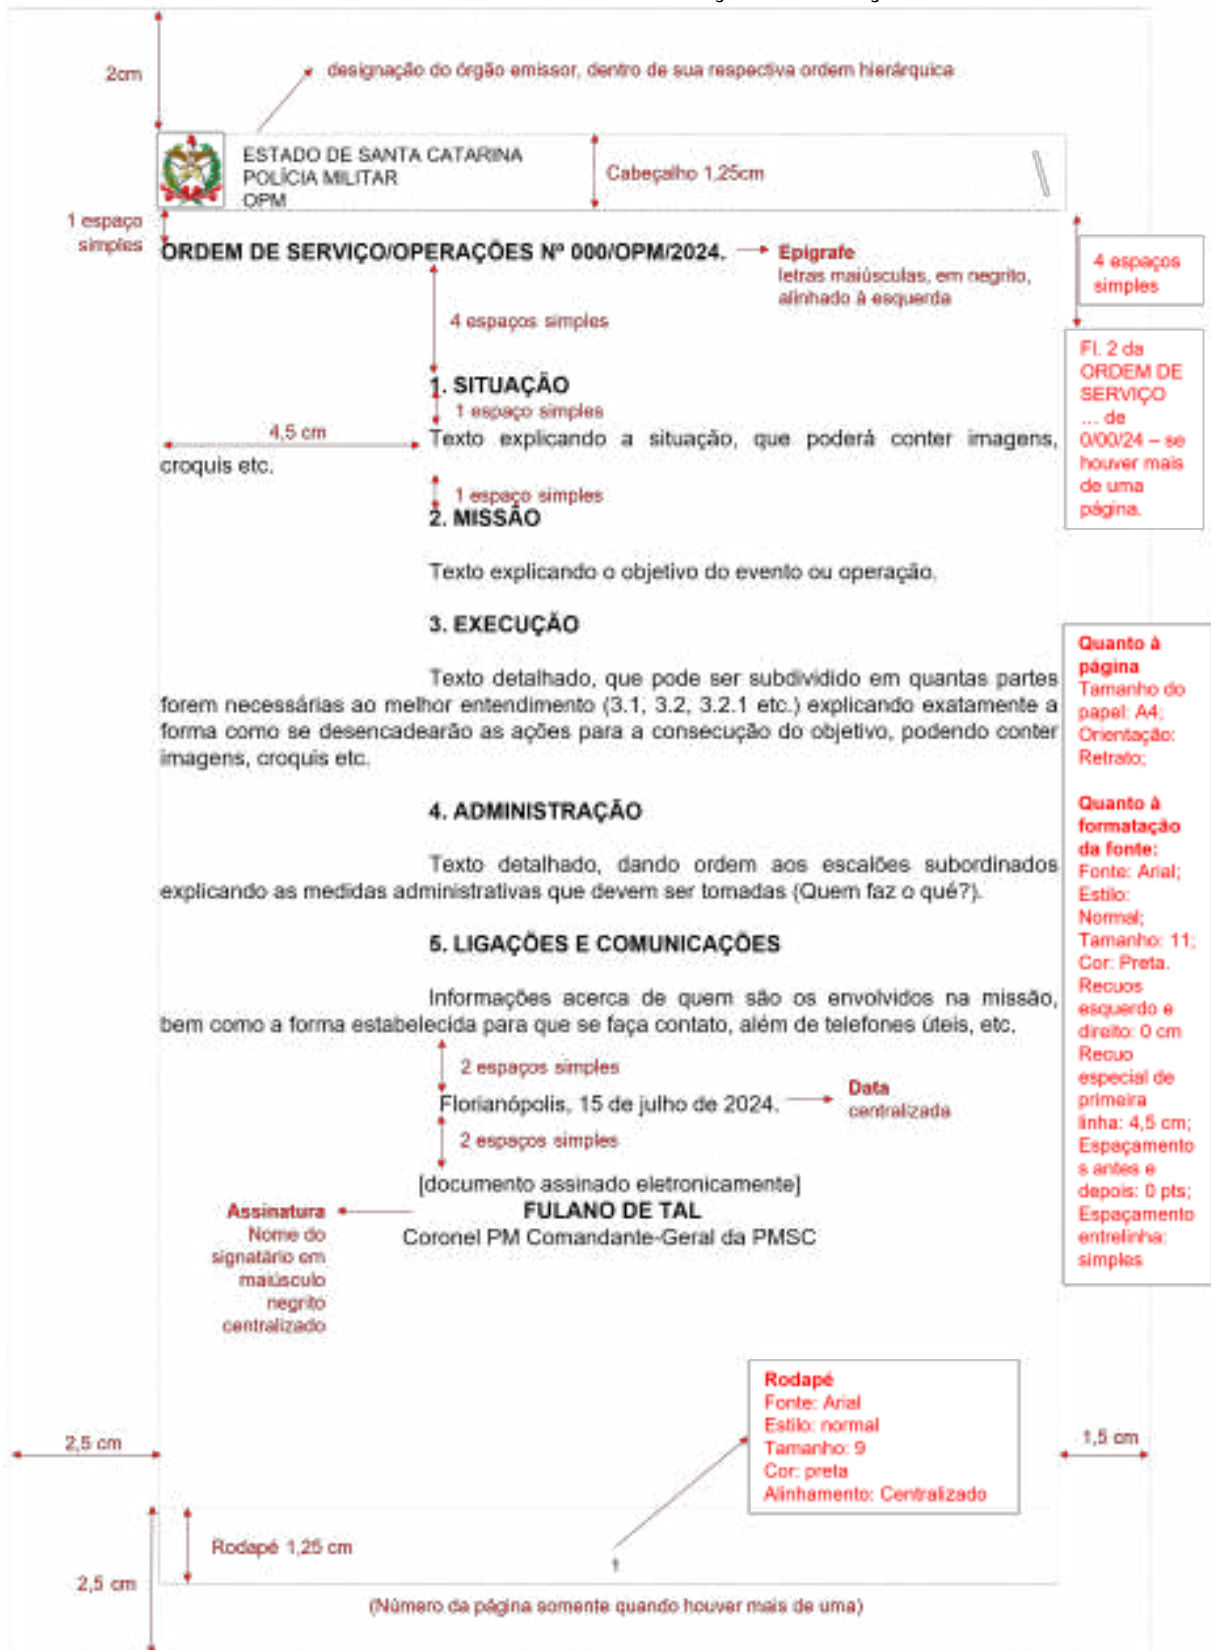 2cm
designação do órgão emissor, dentro de sua respectiva ordem hierárquica
ESTADO DE SANTA CATARINA
POLÍCIA MILITAR
OPM
Cabeçalho 1,25cm
1 espaço
simples
ORDEM DE SERVIÇO/OPERAÇÕES Nº 000/OPM/2024.
Epígrafe
letras maiúsculas, em negrito,
alinhado à esquerda
4 espaços
simples
4 espaços simples
Fl. 2 da
ORDEM DE
SERVIÇO
... de
0/00/24 – se
houver mais
de uma
página.
1. SITUAÇÃO
1 espaço simples
4,5 cm
Texto explicando a situação, que poderá conter imagens,
croquis etc.
1 espaço simples
2. MISSÃO
Texto explicando o objetivo do evento ou operação.
3. EXECUÇÃO
Texto detalhado, que pode ser subdividido em quantas partes
forem necessárias ao melhor entendimento (3.1, 3.2, 3.2.1 etc.) explicando exatamente a
forma como se desencadearão as ações para a consecução do objetivo, podendo conter
imagens, croquis etc.
4. ADMINISTRAÇÃO
Texto detalhado, dando ordem aos escalões subordinados
explicando as medidas administrativas que devem ser tomadas (Quem faz o quê?).
5. LIGAÇÕES E COMUNICAÇÕES
Informações acerca de quem são os envolvidos na missão,
bem como a forma estabelecida para que se faça contato, além de telefones úteis, etc.
2 espaços simples
Florianópolis, 15 de julho de 2024.
Data
centralizada
2 espaços simples
[documento assinado eletronicamente]
FULANO DE TAL
Coronel PM Comandante-Geral da PMSC
Assinatura
Nome do
signatário em
maiúsculo
negrito
centralizado
Quanto à
página
Tamanho do
papel: A4;
Orientação:
Retrato;
Quanto à
formatação
da fonte:
Fonte: Arial;
Estilo:
Normal;
Tamanho: 11;
Cor: Preta.
Recuos
esquerdo e
direito: 0 cm
Recuo
especial de
primeira
linha: 4,5 cm;
Espaçamento
s antes e
depois: 0 pts;
Espaçamento
entrelinha:
simples
Rodapé
Fonte: Arial
Estilo: normal
Tamanho: 9
Cor: preta
Alinhamento: Centralizado
2,5 cm
1,5 cm
Rodapé 1,25 cm
1
2,5 cm
(Número da página somente quando houver mais de uma)